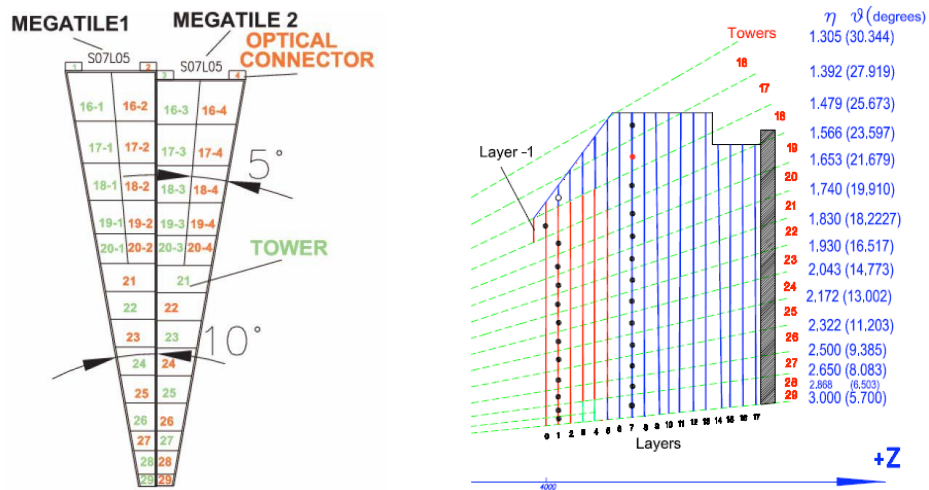 MEGATILE1
MEGATILE 2
OPTICAL
CONNECTOR
S07L05
S07L05
1
2
3
4
16-1 16-2 16-3 16-4
17-1 17-2 17-3 17-4
18-1 18-2 18-3 18-4
19-1 19-2 19-3 19-4
20-1 20-2 20-3 20-4
5°
TOWER
21 21
22 22
23 23
10°
24 24
25 25
26 26
27 27
28 28
29 29
η ϑ (degrees)
Towers
1.305 (30.344)
16
1.392 (27.919)
17
1.479 (25.673)
18
1.566 (23.597)
19
1.653 (21.679)
20
1.740 (19.910)
21
1.830 (18.2227)
22
1.930 (16.517)
23
2.043 (14.773)
24
2.172 (13.002)
25
2.322 (11.203)
26
2.500 (9.385)
27
2.650 (8.083)
28
2.868 (6.503)
29
3.000 (5.700)
Layer -1
0 1 2 3 4 5 6 7 8 9 10 11 12 13 14 15 16 17
Layers
+Z
4000